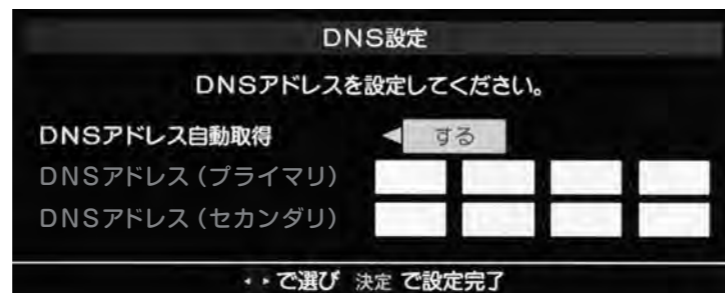 DNS設定
DNSアドレスを設定してください。
DNSアドレス自動取得 ◀ する
DNSアドレス(プライマリ)
DNSアドレス(セカンダリ)
◂ ▸ で選び 決定 で設定完了